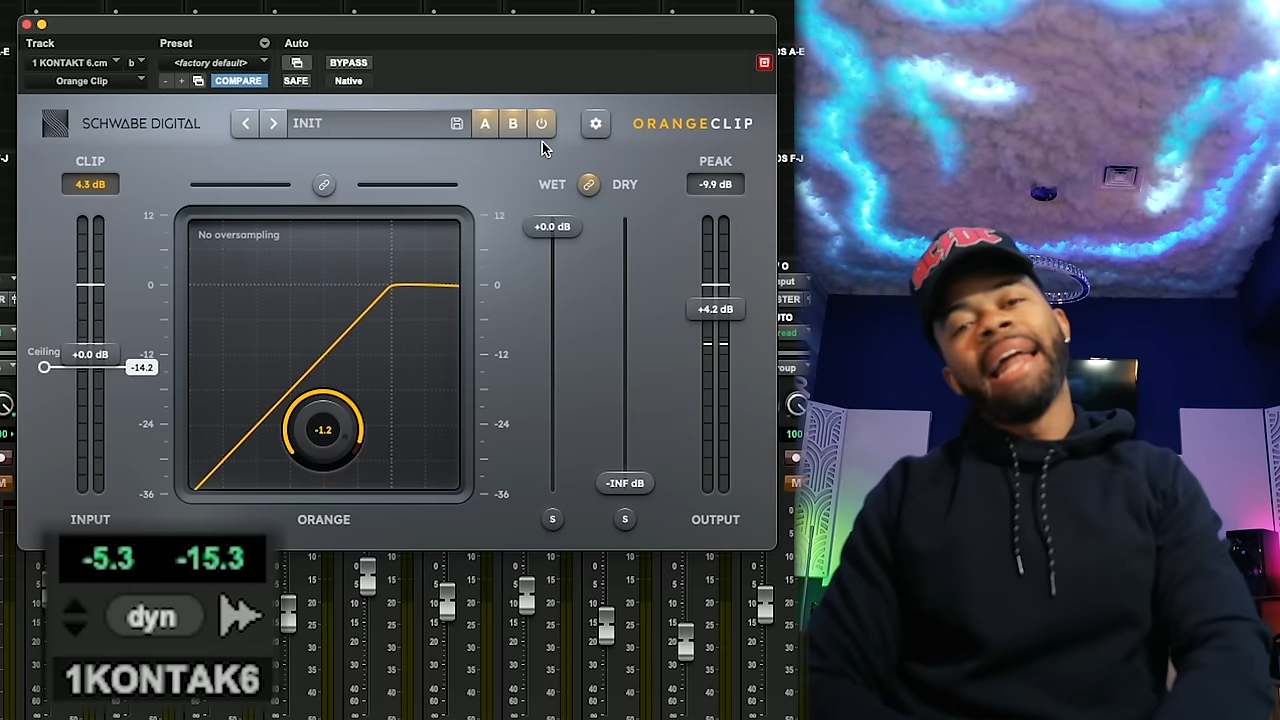 Track
Preset
Auto
1 KONTAKT 6.cm
b
<factory default>
BYPASS
Orange Clip
- +
COMPARE
SAFE
Native
SCHWABE DIGITAL
INIT
A
B
ORANGECLIP
CLIP
4.3 dB
WET
DRY
PEAK
-9.9 dB
12
12
No oversampling
+0.0 dB
0
0
+4.2 dB
Ceiling
+0.0 dB
-14.2
-12
-12
-24
-24
-1.2
-36
-36
-INF dB
INPUT
ORANGE
S
S
OUTPUT
-5.3 -15.3
dyn
1KONTAK6
AC/DC